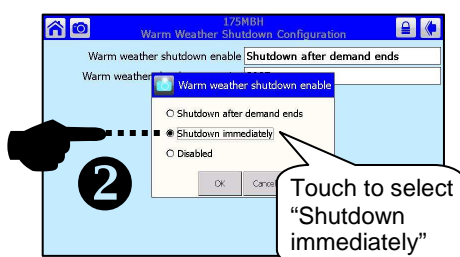 175MBH
Warm Weather Shutdown Configuration
Warm weather shutdown enable Shutdown after demand ends
Warm weather
Warm weather shutdown enable
Shutdown after demand ends
Shutdown immediately
Disabled
OK
2
Touch to select
“Shutdown
immediately”